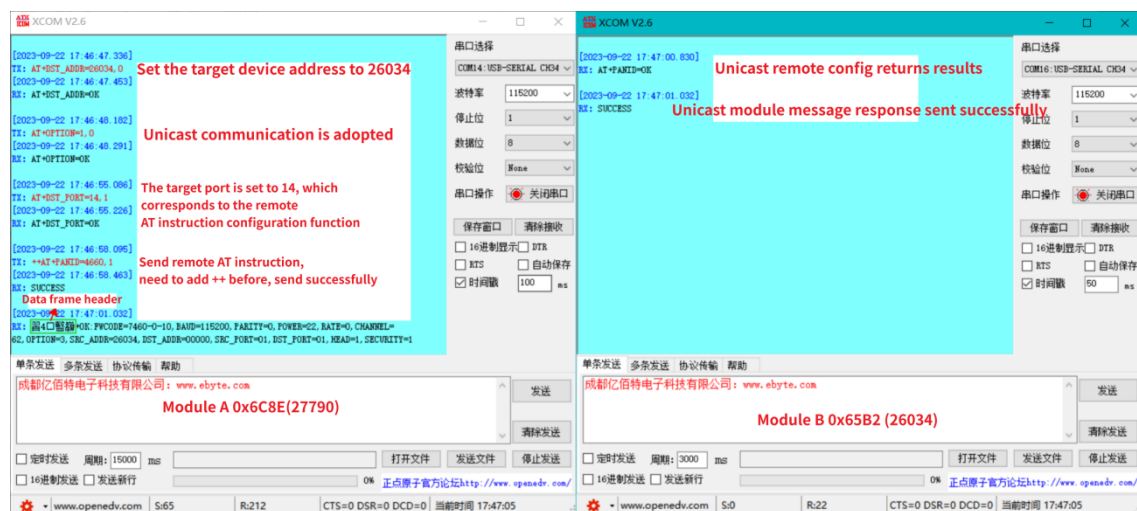 XCOM V2.6
[2023-09-22 17:46:47.336]
TX: AT+DST_ADDR=26034,0
Set the target device address to 26034
[2023-09-22 17:46:47.453]
RX: AT+DST_ADDR=OK
[2023-09-22 17:46:48.182]
TX: AT+OPTION=1,0
Unicast communication is adopted
[2023-09-22 17:46:48.291]
RX: AT+OPTION=OK
[2023-09-22 17:46:55.086]
TX: AT+DST_PORT=14,1
[2023-09-22 17:46:55.226]
RX: AT+DST_PORT=OK
The target port is set to 14, which
corresponds to the remote
AT instruction configuration function
[2023-09-22 17:46:58.095]
TX: ++AT+PANID=4660,1
[2023-09-22 17:46:58.463]
RX: SUCCESS
Send remote AT instruction,
need to add ++ before, send successfully
Data frame header
[2023-09-22 17:47:01.032]
RX: +OK:FWCODE=7460-0-10, BAUD=115200, PARITY=0, POWER=22, RATE=0, CHANNEL=
62, OPTION=3, SRC_ADDR=26034, DST_ADDR=00000, SRC_PORT=01, DST_PORT=01, HEAD=1, SECURITY=1
串口选择
COM14:USB-SERIAL CH34
波特率 115200
停止位 1
数据位 8
校验位 None
串口操作 关闭串口
保存窗口 清除接收
16进制显示 DTR
RTS 自动保存
时间戳 100 ms
单条发送 多条发送 协议传输 帮助
成都亿佰特电子科技有限公司: www.ebyte.com
Module A 0x6C8E(27790)
发送
清除发送
定时发送 周期: 15000 ms 打开文件 发送文件 停止发送
16进制发送 发送新行 0% 正点原子官方论坛http://www.openedv.com/
www.openedv.com S:65 R:212 CTS=0 DSR=0 DCD=0 当前时间 17:47:05
XCOM V2.6
[2023-09-22 17:47:00.830]
RX: AT+PANID=OK
Unicast remote config returns results
[2023-09-22 17:47:01.032]
RX: SUCCESS
Unicast module message response sent successfully
串口选择
COM16:USB-SERIAL CH34
波特率 115200
停止位 1
数据位 8
校验位 None
串口操作 关闭串口
保存窗口 清除接收
16进制显示 DTR
RTS 自动保存
时间戳 50 ms
单条发送 多条发送 协议传输 帮助
成都亿佰特电子科技有限公司: www.ebyte.com
Module B 0x65B2 (26034)
发送
清除发送
定时发送 周期: 3000 ms 打开文件 发送文件 停止发送
16进制发送 发送新行 0% 正点原子官方论坛http://www.openedv.com/
www.openedv.com S:0 R:22 CTS=0 DSR=0 DCD=0 当前时间 17:47:05